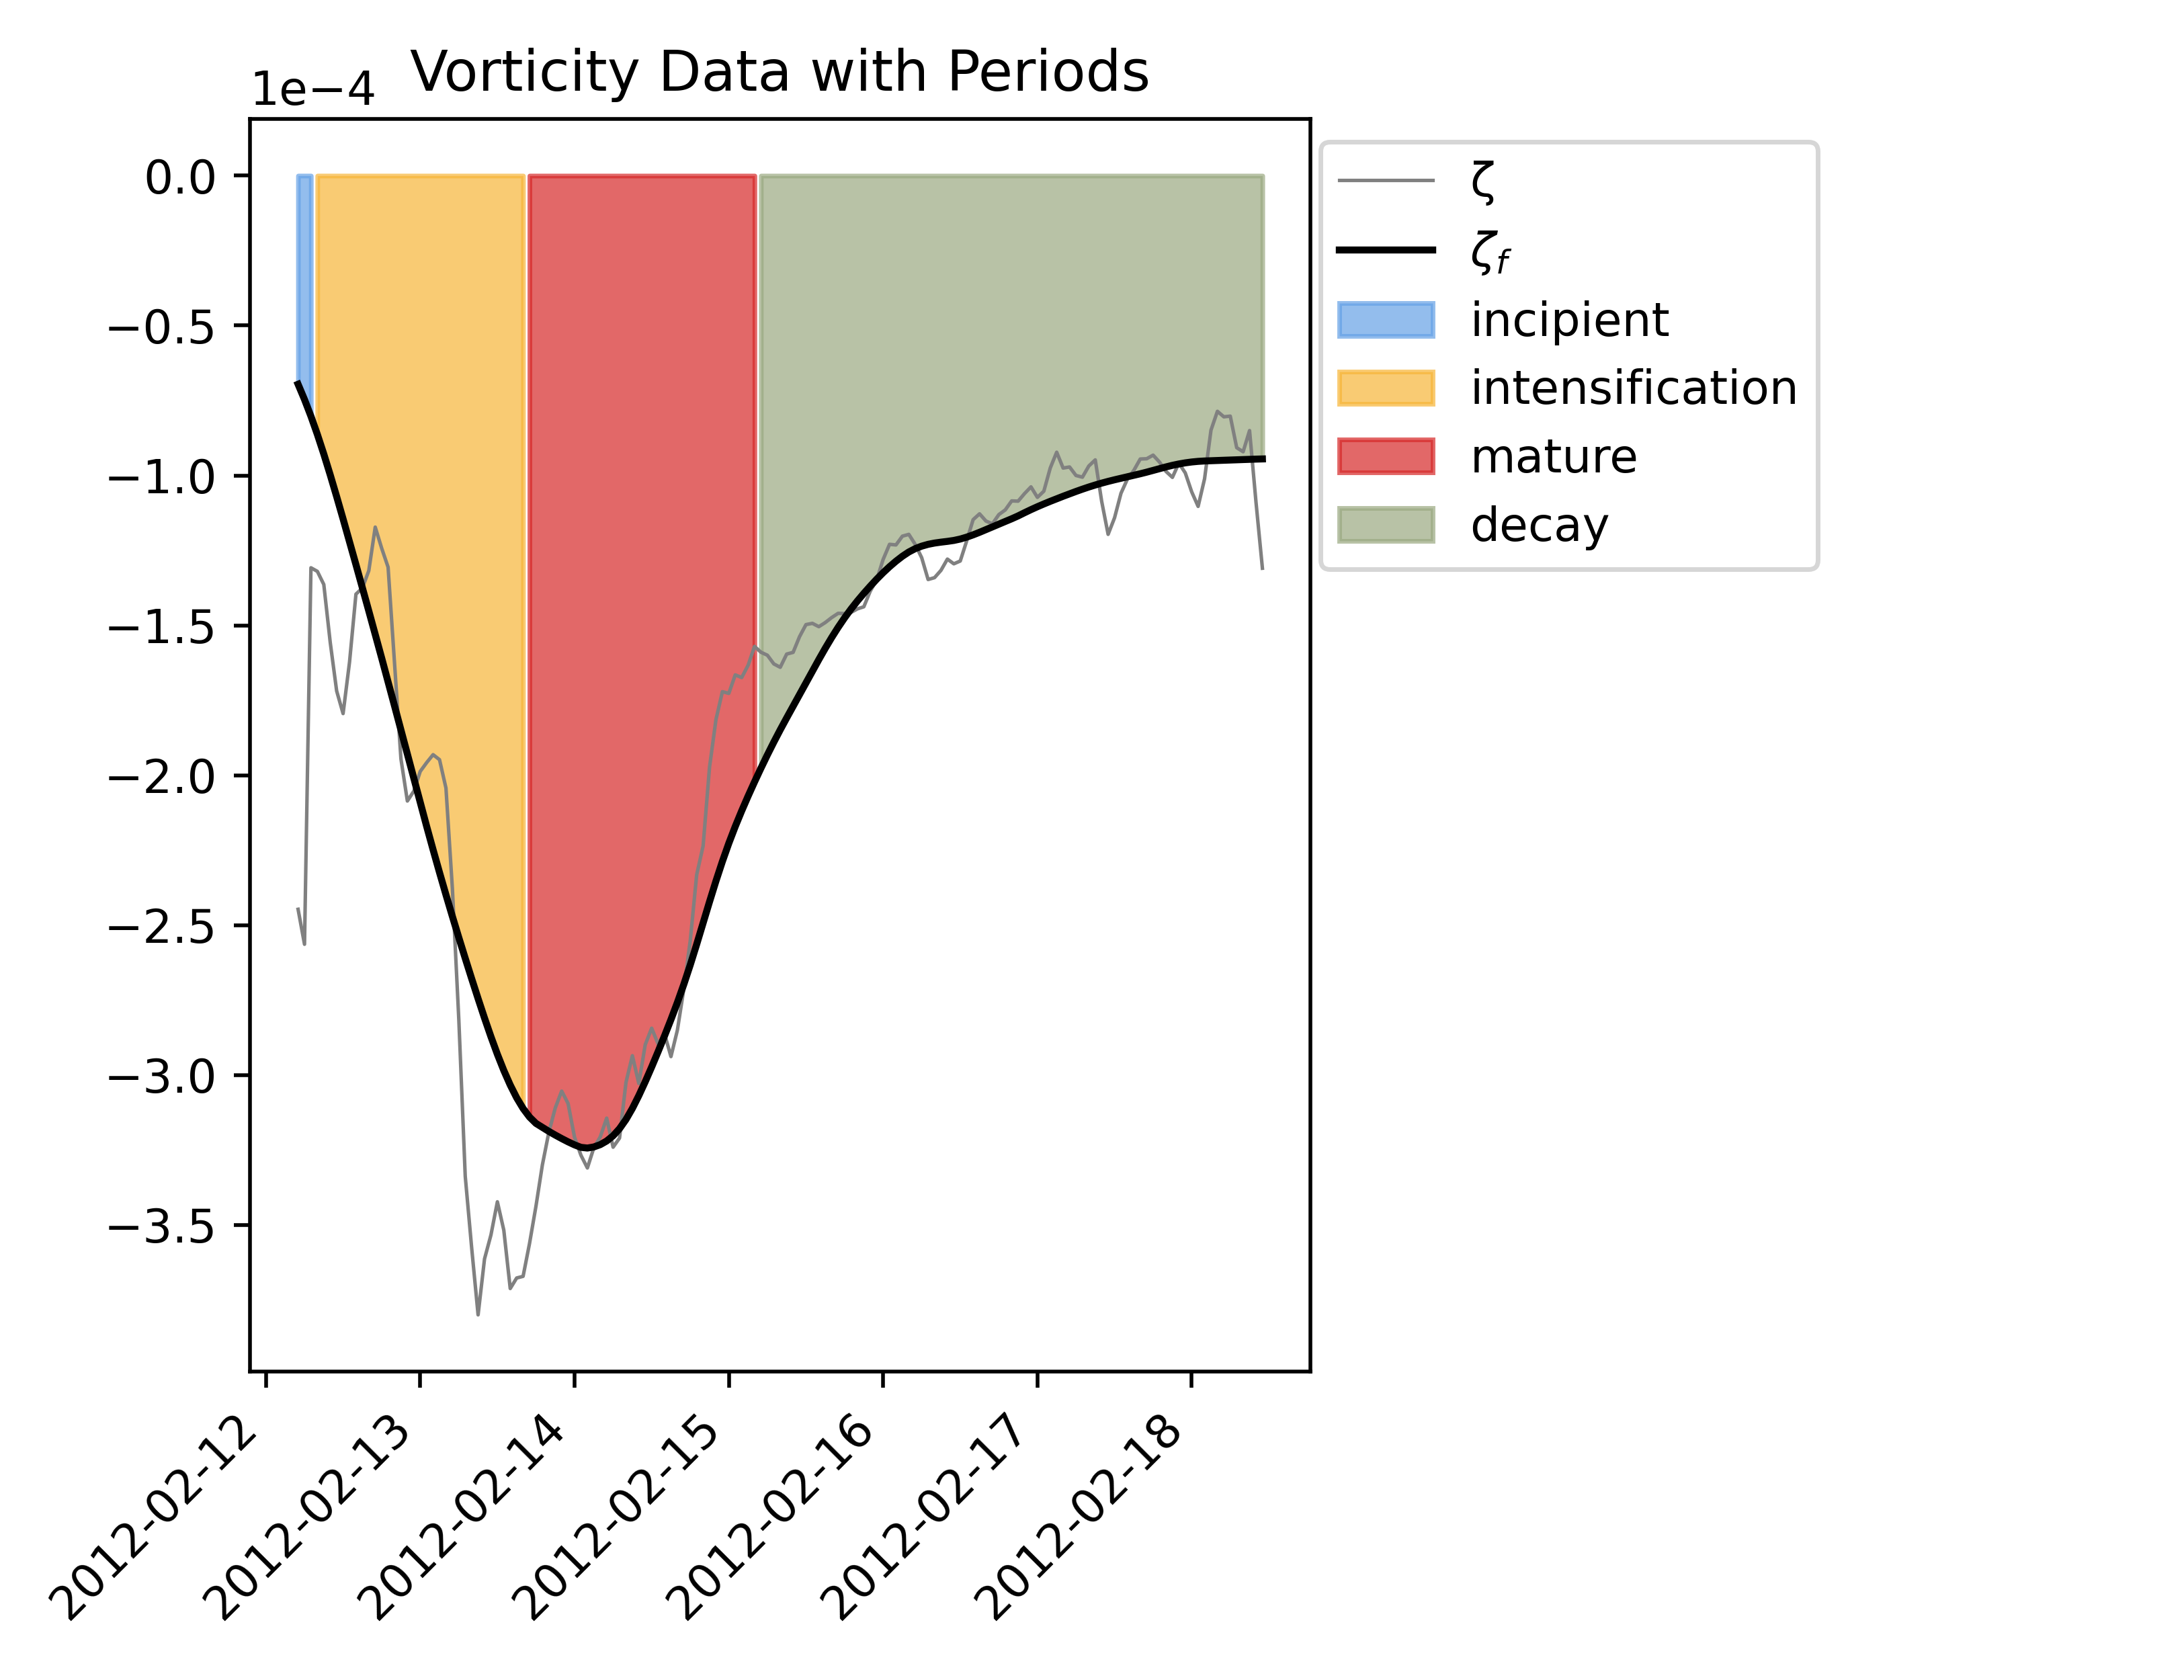 Vorticity Data with Periods
1e−4
0.0
−0.5
−1.0
−1.5
−2.0
−2.5
−3.0
−3.5
2012-02-12
2012-02-13
2012-02-14
2012-02-15
2012-02-16
2012-02-17
2012-02-18
ζ
ζf
incipient
intensification
mature
decay